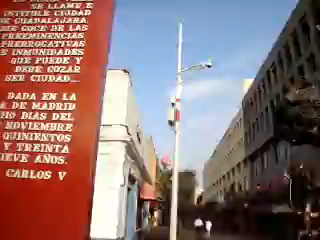 SE LLAME E
INTITULE CIUDAD
DE GUADALAJARA,
QUE GOCE DE LAS
PREEMINENCIAS,
PRERROGATIVAS
E INMUNIDADES
QUE PUEDE Y
DEBE GOZAR
SER CIUDAD...
DADA EN LA
DE MADRID
DIAS DEL
NOVIEMBRE
QUINIENTOS
Y TREINTA
AÑOS.
CARLOS V